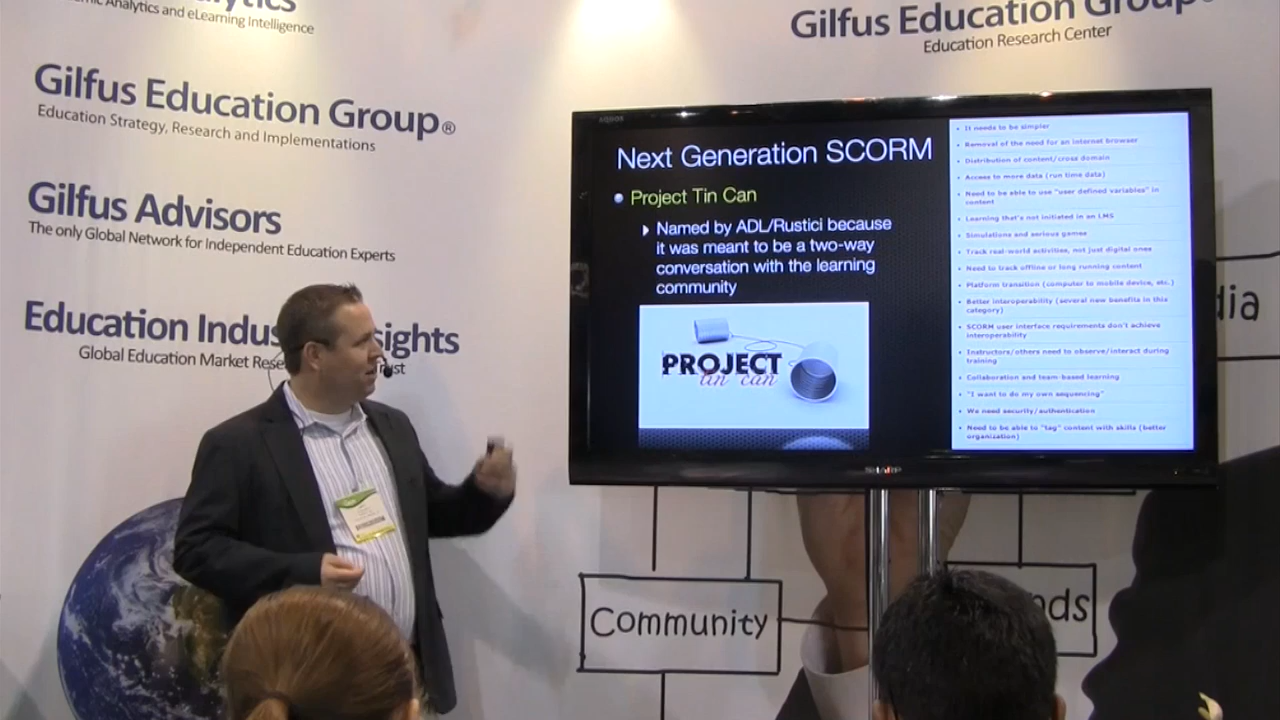 mic Analytics and eLearning Intelligence
Gilfus Education Group®
Education Strategy, Research and Implementations
Gilfus Advisors
The only Global Network for Independent Education Experts
Education Indus
sights
Global Education Market Rese
Trust
Gilfus Education Group
Education Research Center
AQUOS
Next Generation SCORM
Project Tin Can
Named by ADL/Rustici because
it was meant to be a two-way
conversation with the learning
community
PROJECT
tin can
• It needs to be simpler
• Removal of the need for an internet browser
• Distribution of content/cross domain
• Access to more data (run time data)
• Need to be able to use "user defined variables" in
content
• Learning that's not initiated in an LMS
• Simulations and serious games
• Track real-world activities, not just digital ones
• Need to track offline or long running content
• Platform transition (computer to mobile device, etc.)
• Better interoperability (several new benefits in this
category)
• SCORM user interface requirements don't achieve
interoperability
• Instructors/others need to observe/interact during
training
• Collaboration and team-based learning
• "I want to do my own sequencing"
• We need security/authentication
• Need to be able to "tag" content with skills (better
organization)
SHARP
dia
Community
nds